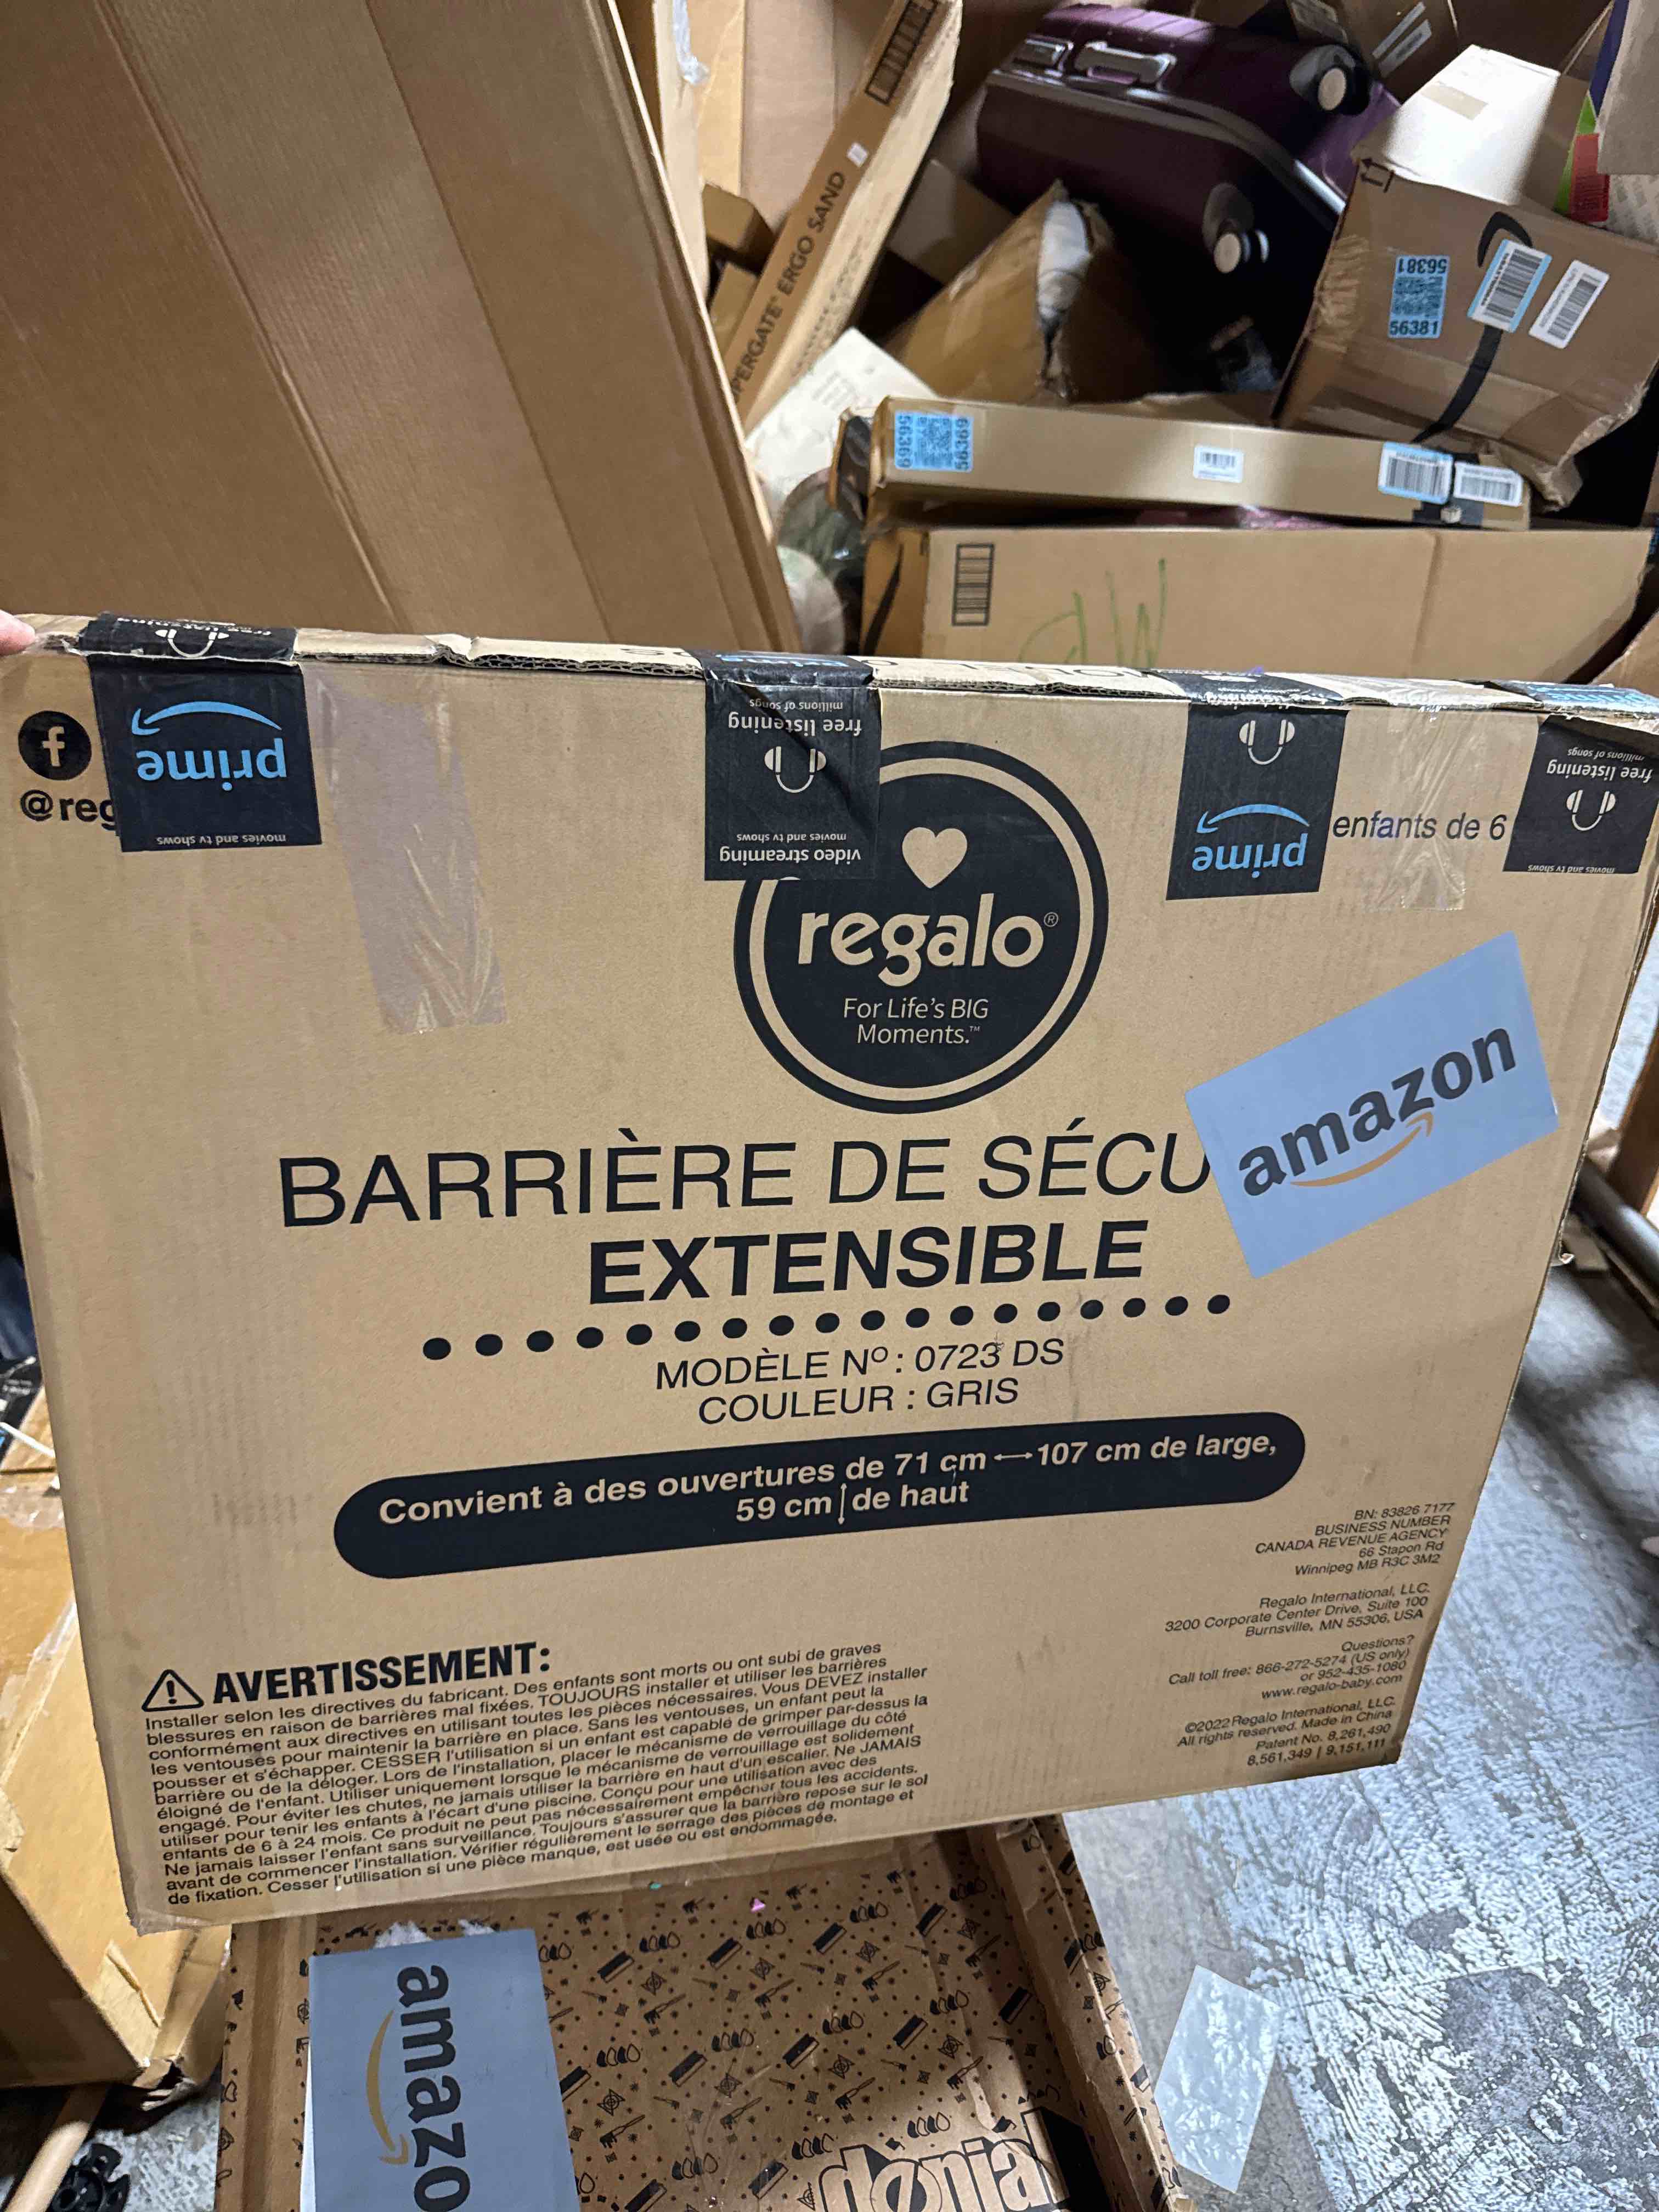 PERGATE® ERGO SAND
56381
56381
56369
56369
f
@reg
prime
movies and tv shows
free listening
millions of songs
video streaming
movies and tv shows
prime
enfants de 6
free listening
millions of songs
movies and tv shows
regalo®
For Life's BIG
Moments.™
amazon
BARRIÈRE DE SÉCU
EXTENSIBLE
MODÈLE Nº : 0723 DS
COULEUR : GRIS
Convient à des ouvertures de 71 cm ↔ 107 cm de large,
59 cm ↕ de haut
BN: 83826 7177
BUSINESS NUMBER
CANADA REVENUE AGENCY
66 Stapon Rd
Winnipeg MB R3C 3M2
Regalo International, LLC.
3200 Corporate Center Drive, Suite 100
Burnsville, MN 55306, USA
Questions?
Call toll free: 866-272-5274 (US only)
or 952-435-1080
www.regalo-baby.com
©2022 Regalo International, LLC.
All rights reserved. Made in China
Patent No. 8,261,490
8,561,349 | 9,151,111
AVERTISSEMENT:
Installer selon les directives du fabricant. Des enfants sont morts ou ont subi de graves
blessures en raison de barrières mal fixées. TOUJOURS installer et utiliser les barrières
conformément aux directives en utilisant toutes les pièces nécessaires. Vous DEVEZ installer
les ventouses pour maintenir la barrière en place. Sans les ventouses, un enfant peut la
pousser et s'échapper. CESSER l'utilisation si un enfant est capable de grimper par-dessus la
barrière ou de la déloger. Lors de l'installation, placer le mécanisme de verrouillage du côté
éloigné de l'enfant. Utiliser uniquement lorsque le mécanisme de verrouillage est solidement
engagé. Pour éviter les chutes, ne jamais utiliser la barrière en haut d'un escalier. Ne JAMAIS
utiliser pour tenir les enfants à l'écart d'une piscine. Conçu pour une utilisation avec des
enfants de 6 à 24 mois. Ce produit ne peut pas nécessairement empêcher tous les accidents.
Ne jamais laisser l'enfant sans surveillance. Toujours s'assurer que la barrière repose sur le sol
avant de commencer l'installation. Vérifier régulièrement le serrage des pièces de montage et
de fixation. Cesser l'utilisation si une pièce manque, est usée ou est endommagée.
amazo